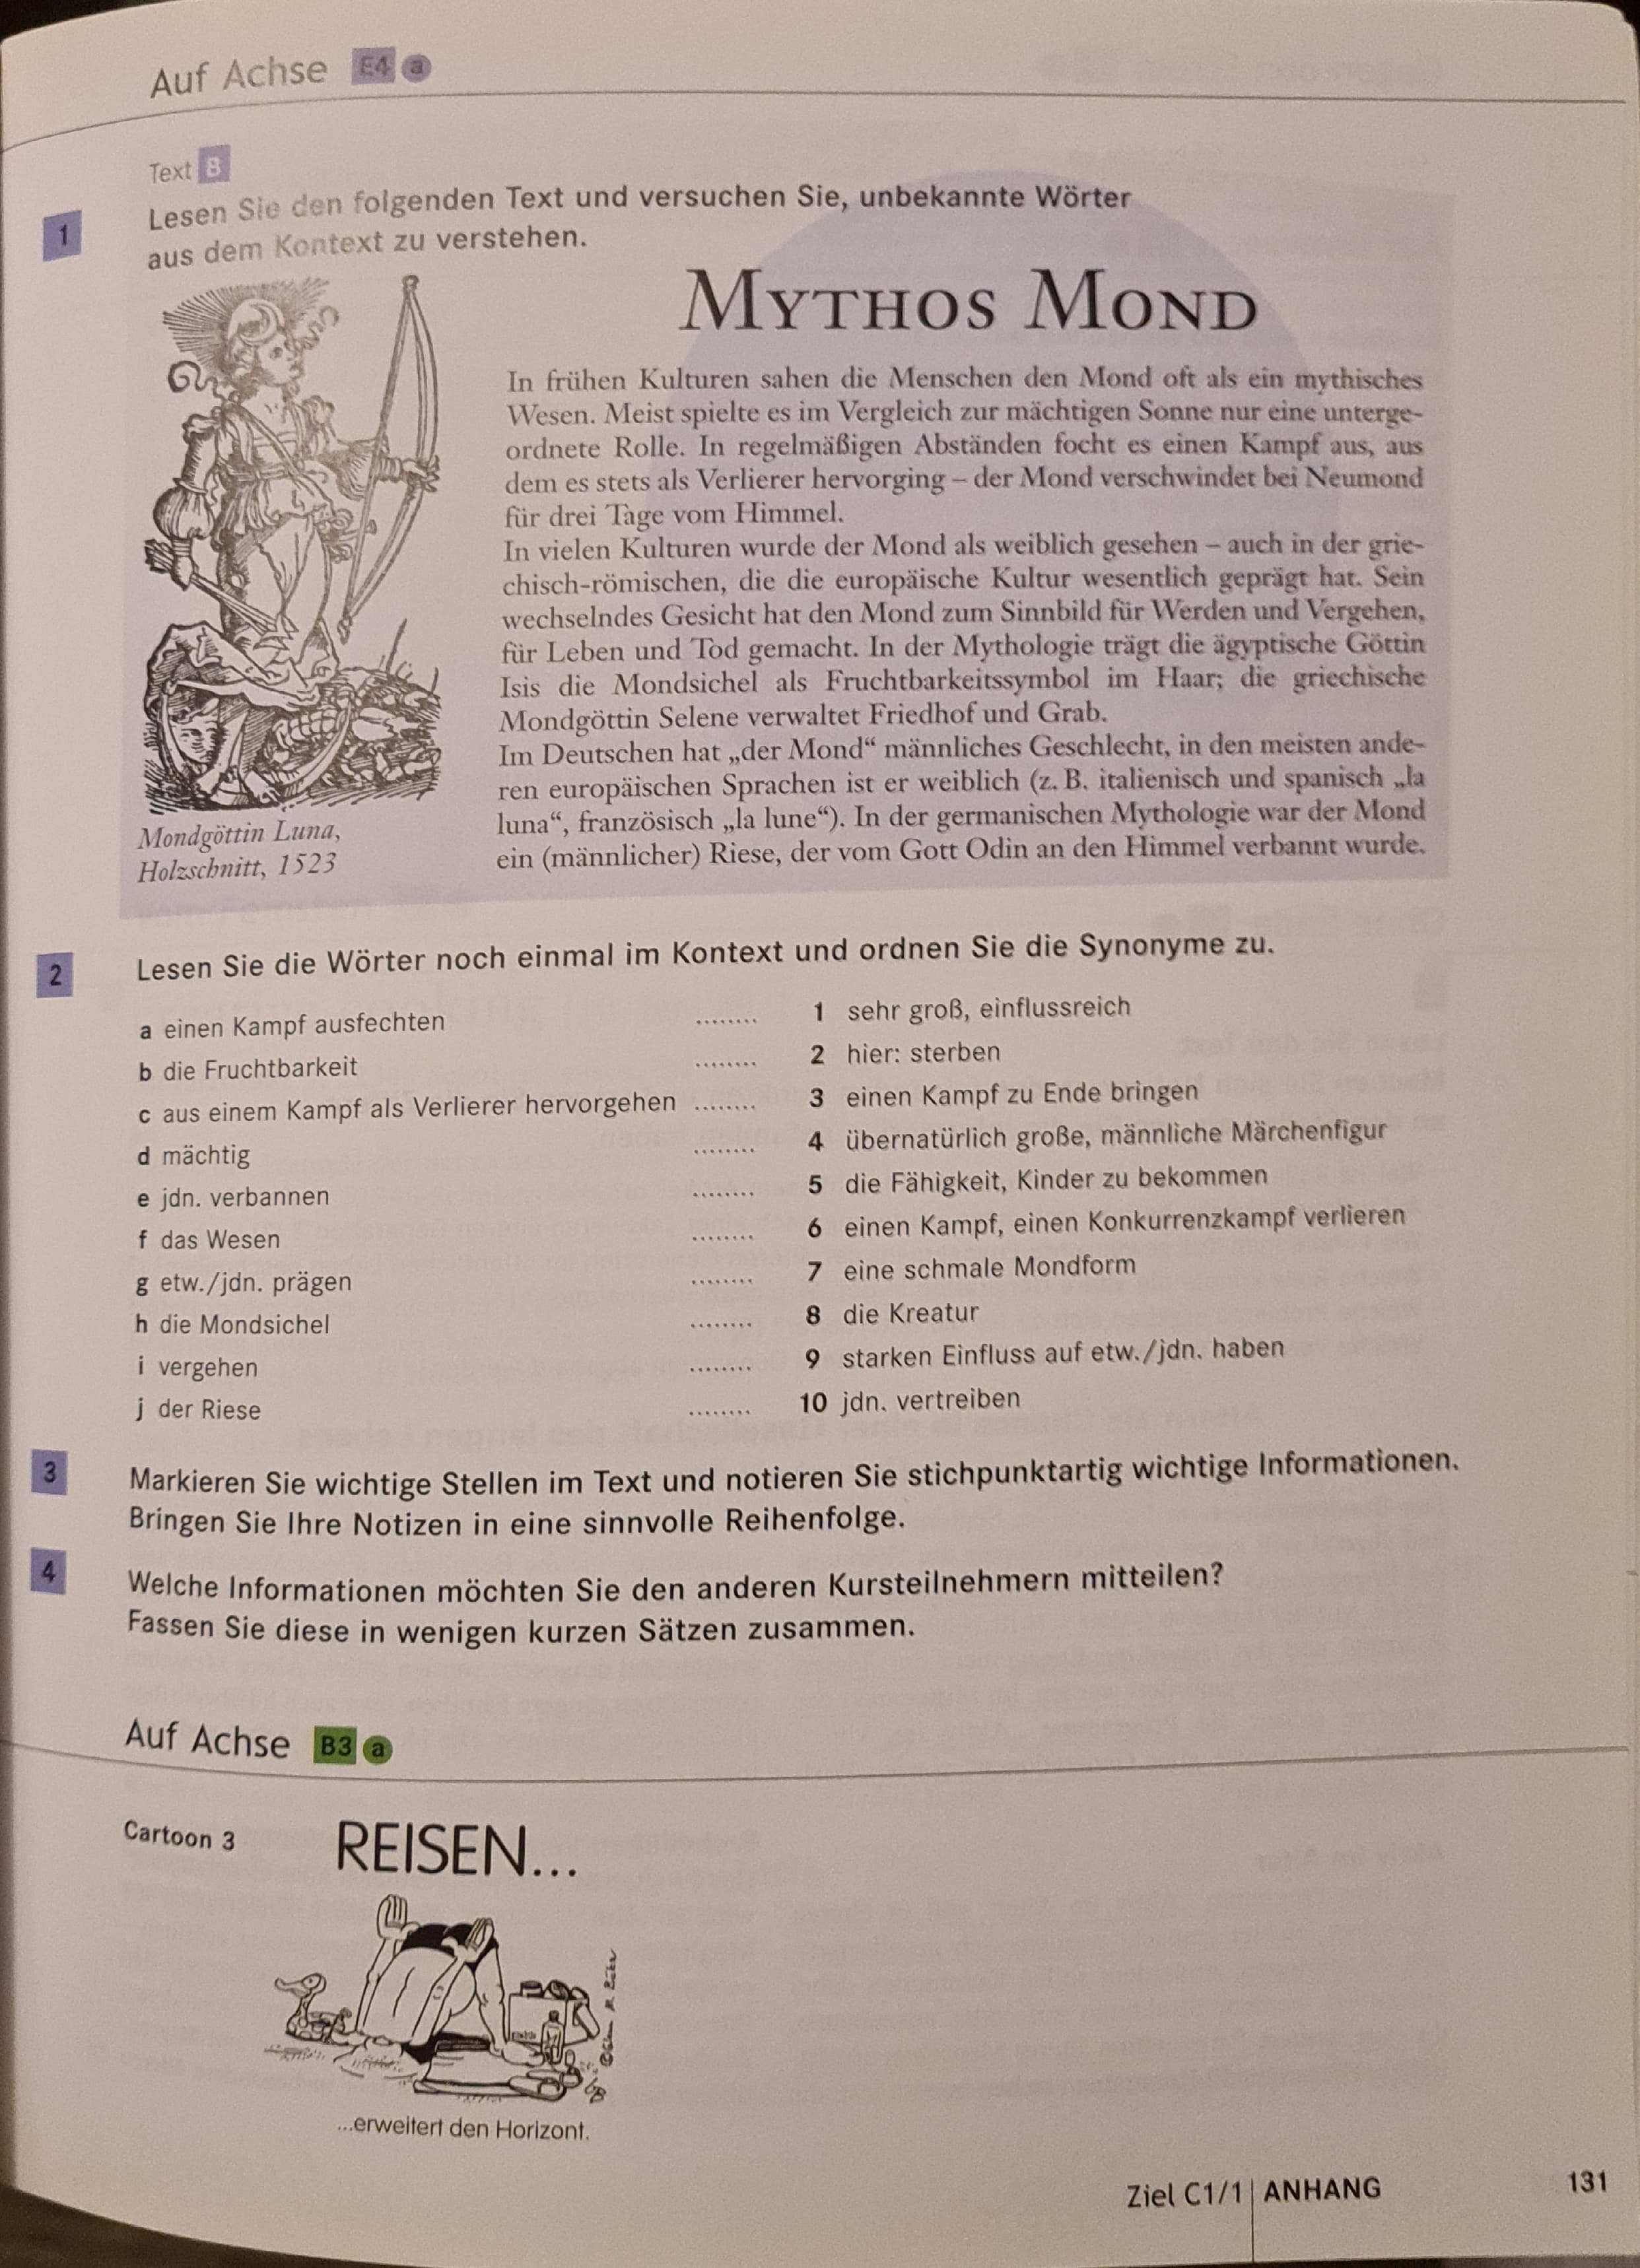 Auf Achse E4 a
Text B
1 Lesen Sie den folgenden Text und versuchen Sie, unbekannte Wörter
aus dem Kontext zu verstehen.
MYTHOS MOND
In frühen Kulturen sahen die Menschen den Mond oft als ein mythisches
Wesen. Meist spielte es im Vergleich zur mächtigen Sonne nur eine unterge-
ordnete Rolle. In regelmäßigen Abständen focht es einen Kampf aus, aus
dem es stets als Verlierer hervorging – der Mond verschwindet bei Neumond
für drei Tage vom Himmel.
In vielen Kulturen wurde der Mond als weiblich gesehen – auch in der grie-
chisch-römischen, die die europäische Kultur wesentlich geprägt hat. Sein
wechselndes Gesicht hat den Mond zum Sinnbild für Werden und Vergehen,
für Leben und Tod gemacht. In der Mythologie trägt die ägyptische Göttin
Isis die Mondsichel als Fruchtbarkeitssymbol im Haar; die griechische
Mondgöttin Selene verwaltet Friedhof und Grab.
Im Deutschen hat „der Mond“ männliches Geschlecht, in den meisten ande-
ren europäischen Sprachen ist er weiblich (z. B. italienisch und spanisch „la
luna“, französisch „la lune“). In der germanischen Mythologie war der Mond
ein (männlicher) Riese, der vom Gott Odin an den Himmel verbannt wurde.
Mondgöttin Luna,
Holzschnitt, 1523
2 Lesen Sie die Wörter noch einmal im Kontext und ordnen Sie die Synonyme zu.
a einen Kampf ausfechten ........ 1 sehr groß, einflussreich
b die Fruchtbarkeit ........ 2 hier: sterben
c aus einem Kampf als Verlierer hervorgehen ........ 3 einen Kampf zu Ende bringen
d mächtig ........ 4 übernatürlich große, männliche Märchenfigur
e jdn. verbannen ........ 5 die Fähigkeit, Kinder zu bekommen
f das Wesen ........ 6 einen Kampf, einen Konkurrenzkampf verlieren
g etw./jdn. prägen ........ 7 eine schmale Mondform
h die Mondsichel ........ 8 die Kreatur
i vergehen ........ 9 starken Einfluss auf etw./jdn. haben
j der Riese ........ 10 jdn. vertreiben
3 Markieren Sie wichtige Stellen im Text und notieren Sie stichpunktartig wichtige Informationen.
Bringen Sie Ihre Notizen in eine sinnvolle Reihenfolge.
4 Welche Informationen möchten Sie den anderen Kursteilnehmern mitteilen?
Fassen Sie diese in wenigen kurzen Sätzen zusammen.
Auf Achse B3 a
Cartoon 3
REISEN...
...erweitert den Horizont.
Ziel C1/1 | ANHANG 131